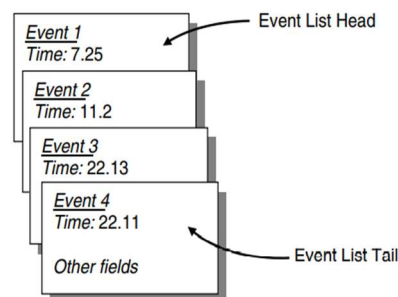 Event List Head
Event 1
Time: 7.25
Event 2
Time: 11.2
Event 3
Time: 22.13
Event 4
Time: 22.11
Other fields
Event List Tail